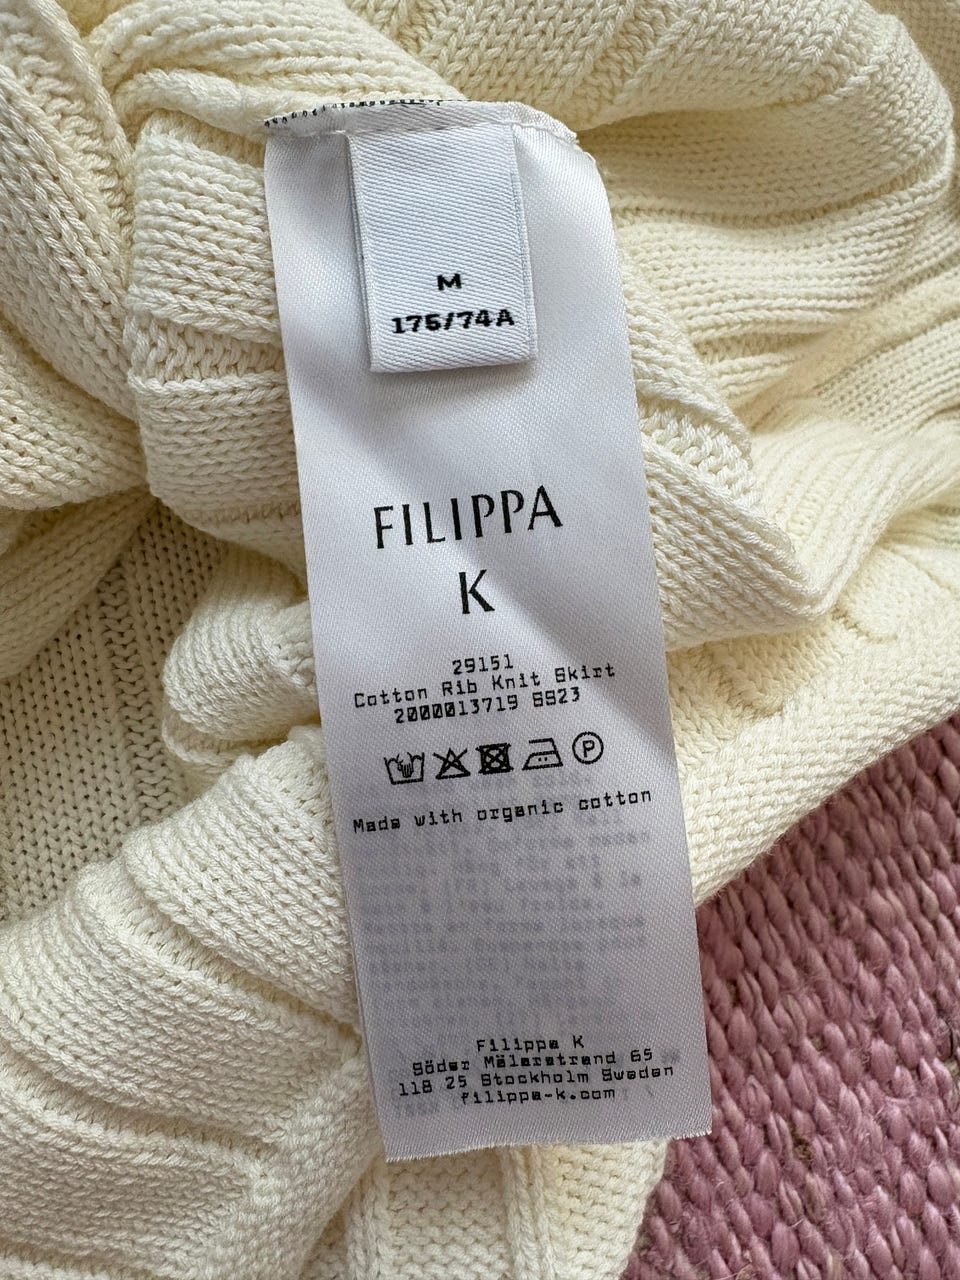 M
175/74A
FILIPPA
K
29151
Cotton Rib Knit Skirt
2000013719 SS23
P
Made with organic cotton
Filippa K
Söder Mälarstrand 65
118 25 Stockholm Sweden
filippa-k.com